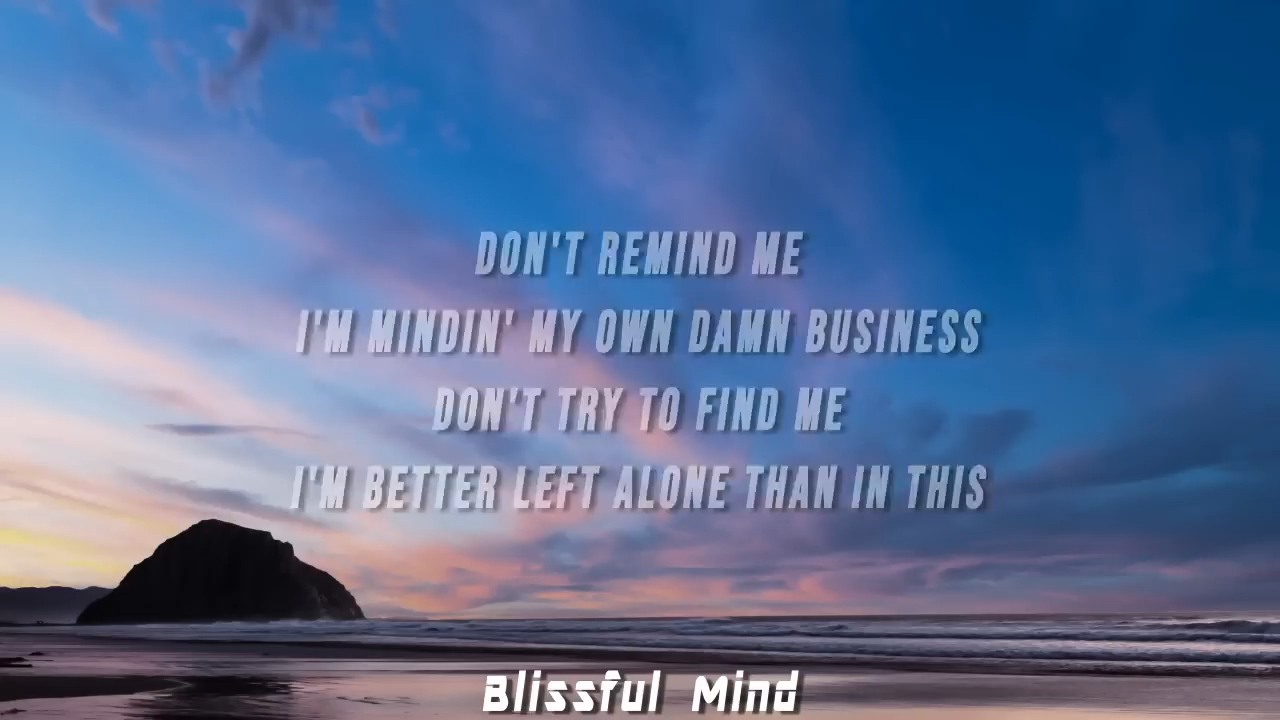 DON'T REMIND ME
I'M MINDIN' MY OWN DAMN BUSINESS
DON'T TRY TO FIND ME
I'M BETTER LEFT ALONE THAN IN THIS
Blissful Mind